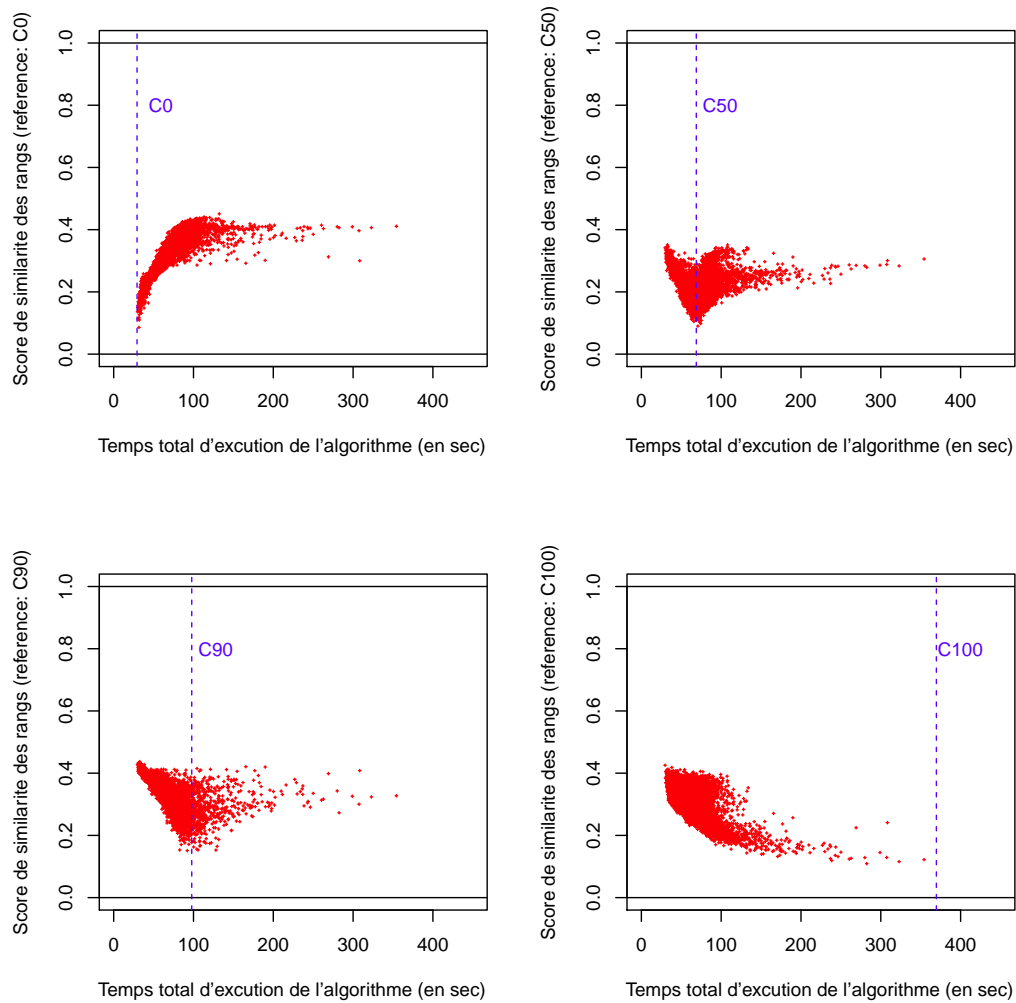 Score de similarite des rangs (reference: C0)
1.0
0.8
0.6
0.4
0.2
0.0
C0
0 100 200 300 400
Temps total d'excution de l'algorithme (en sec)
Score de similarite des rangs (reference: C50)
1.0
0.8
0.6
0.4
0.2
0.0
C50
0 100 200 300 400
Temps total d'excution de l'algorithme (en sec)
Score de similarite des rangs (reference: C90)
1.0
0.8
0.6
0.4
0.2
0.0
C90
0 100 200 300 400
Temps total d'excution de l'algorithme (en sec)
Score de similarite des rangs (reference: C100)
1.0
0.8
0.6
0.4
0.2
0.0
C100
0 100 200 300 400
Temps total d'excution de l'algorithme (en sec)